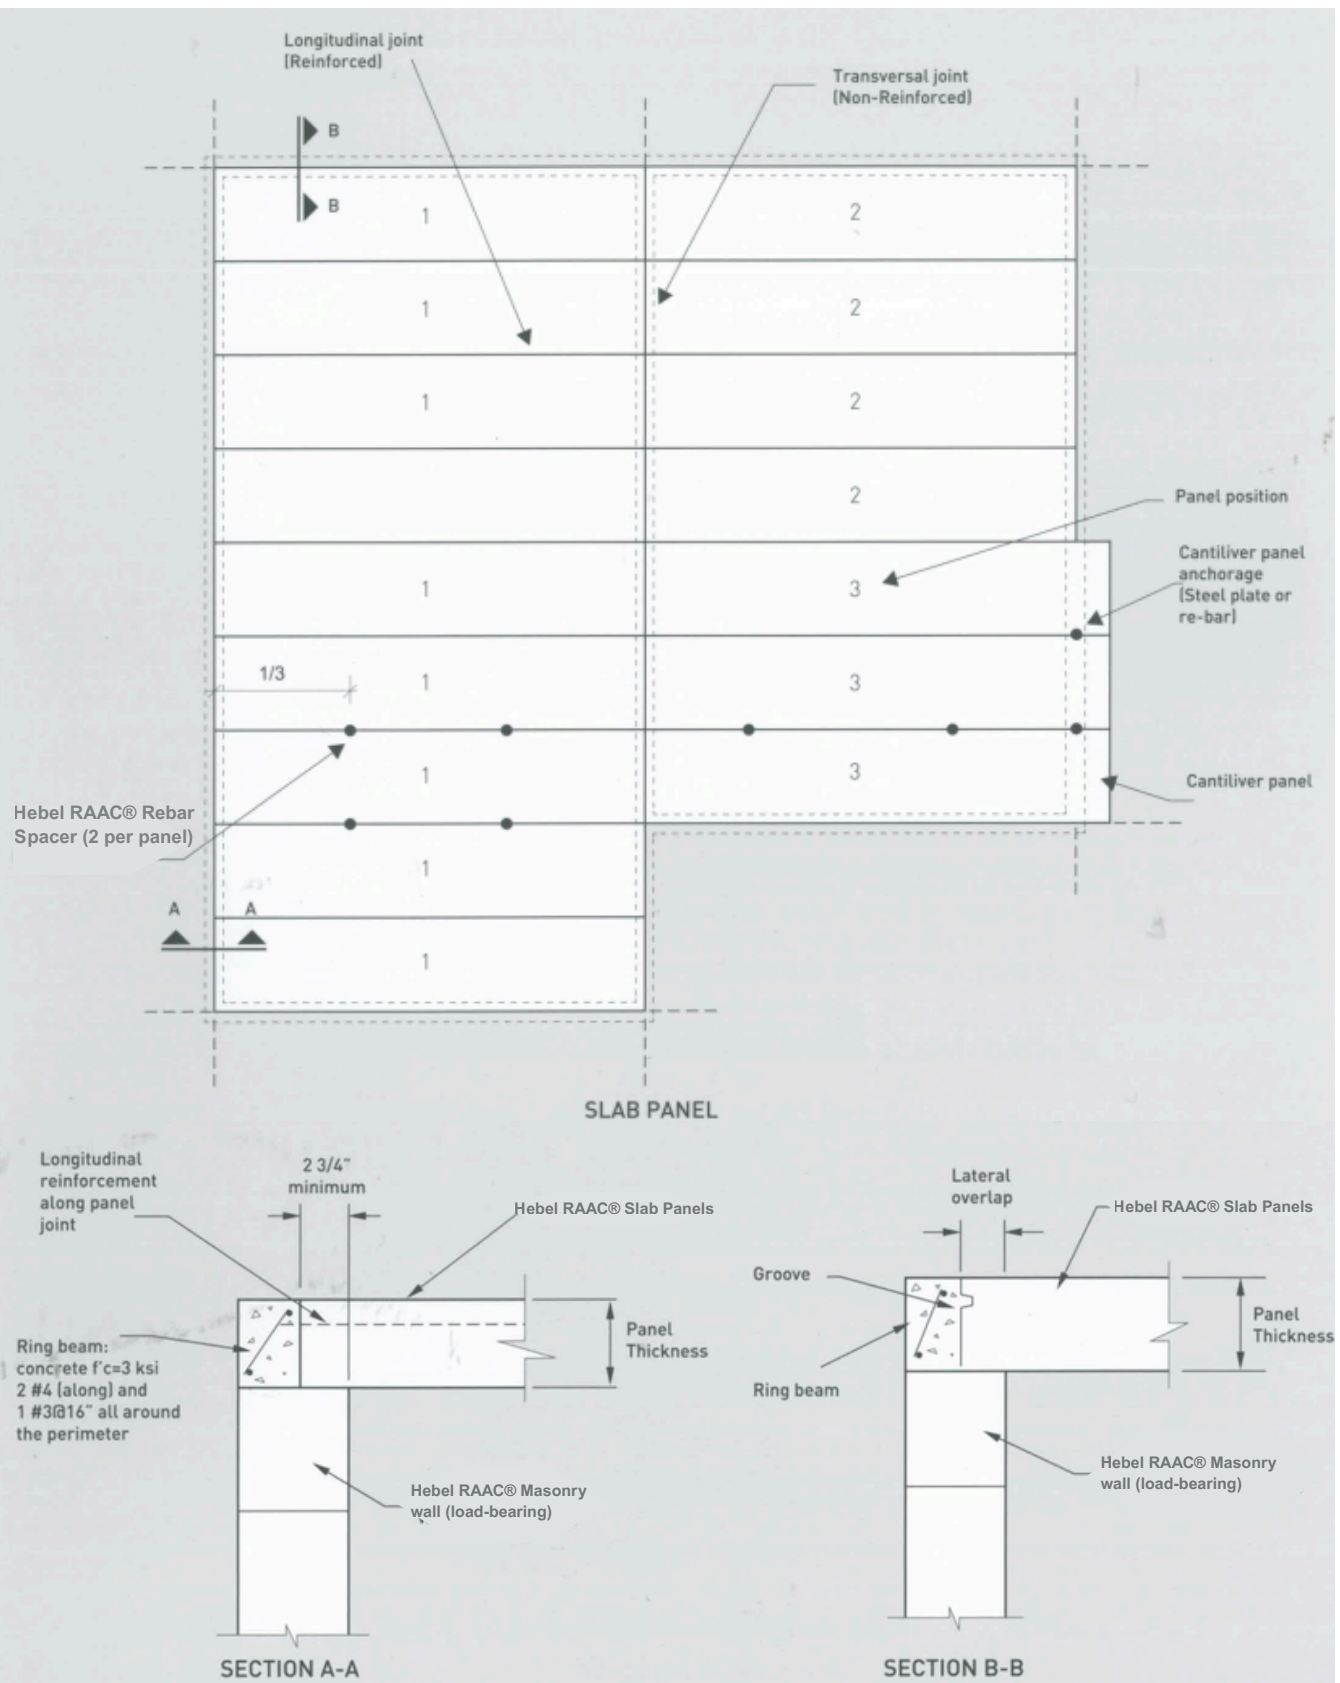 Longitudinal joint
(Reinforced)
Transversal joint
(Non-Reinforced)
B
B
1
2
1
2
1
2
2
Panel position
Cantiliver panel
anchorage
(Steel plate or
re-bar)
1
3
1/3
1
3
1
3
Cantiliver panel
Hebel RAAC® Rebar
Spacer (2 per panel)
1
A A
1
SLAB PANEL
Longitudinal
reinforcement
along panel
joint
2 3/4"
minimum
Hebel RAAC® Slab Panels
Panel
Thickness
Ring beam:
concrete f'c=3 ksi
2 #4 (along) and
1 #3@16" all around
the perimeter
Hebel RAAC® Masonry
wall (load-bearing)
SECTION A-A
Lateral
overlap
Hebel RAAC® Slab Panels
Groove
Panel
Thickness
Ring beam
Hebel RAAC® Masonry
wall (load-bearing)
SECTION B-B